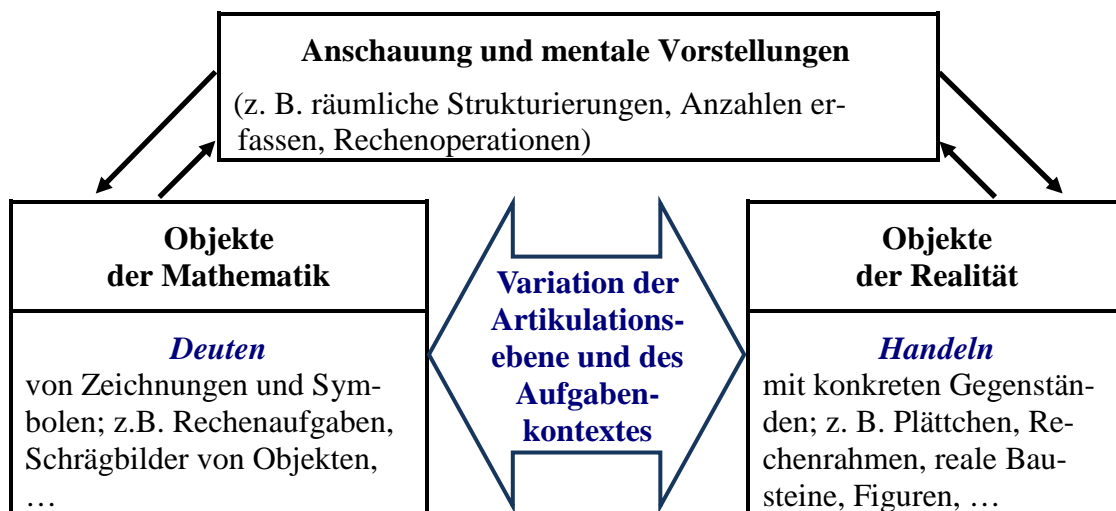 Anschauung und mentale Vorstellungen
(z. B. räumliche Strukturierungen, Anzahlen er-
fassen, Rechenoperationen)
Objekte
der Mathematik
Deuten
von Zeichnungen und Sym-
bolen; z.B. Rechenaufgaben,
Schrägbilder von Objekten,
…
Variation der
Artikulations-
ebene und des
Aufgaben-
kontextes
Objekte
der Realität
Handeln
mit konkreten Gegenstän-
den; z. B. Plättchen, Re-
chenrahmen, reale Bau-
steine, Figuren, …